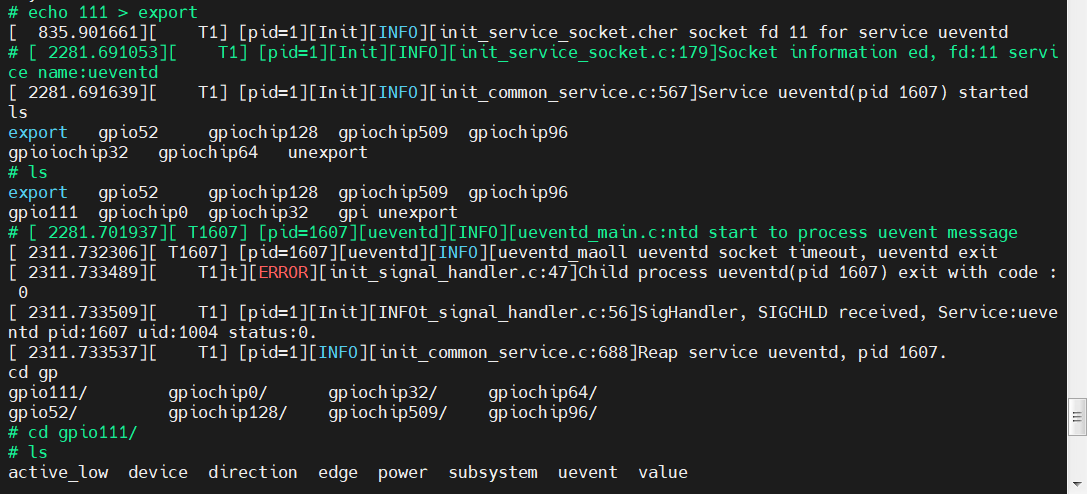 # echo 111 > export
[  835.901661][    T1] [pid=1][Init][INFO][init_service_socket.cher socket fd 11 for service ueventd
# [ 2281.691053][    T1] [pid=1][Init][INFO][init_service_socket.c:179]Socket information ed, fd:11 servi
ce name:ueventd
[ 2281.691639][    T1] [pid=1][Init][INFO][init_common_service.c:567]Service ueventd(pid 1607) started
ls
export   gpio52     gpiochip128  gpiochip509  gpiochip96
gpioiochip32   gpiochip64   unexport
# ls
export   gpio52     gpiochip128  gpiochip509  gpiochip96
gpio111  gpiochip0  gpiochip32   gpi unexport
# [ 2281.701937][ T1607] [pid=1607][ueventd][INFO][ueventd_main.c:ntd start to process uevent message
[ 2311.732306][ T1607] [pid=1607][ueventd][INFO][ueventd_maoll ueventd socket timeout, ueventd exit
[ 2311.733489][    T1]t][ERROR][init_signal_handler.c:47]Child process ueventd(pid 1607) exit with code :
 0
[ 2311.733509][    T1] [pid=1][Init][INFOt_signal_handler.c:56]SigHandler, SIGCHLD received, Service:ueve
ntd pid:1607 uid:1004 status:0.
[ 2311.733537][    T1] [pid=1][INFO][init_common_service.c:688]Reap service ueventd, pid 1607.
cd gp
gpio111/        gpiochip0/      gpiochip32/     gpiochip64/
gpio52/         gpiochip128/    gpiochip509/    gpiochip96/
# cd gpio111/
# ls
active_low  device  direction  edge  power  subsystem  uevent  value